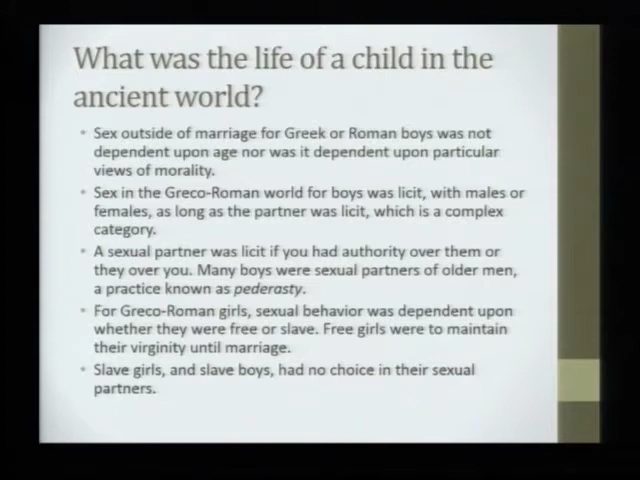 What was the life of a child in the
ancient world?
• Sex outside of marriage for Greek or Roman boys was not
dependent upon age nor was it dependent upon particular
views of morality.
• Sex in the Greco-Roman world for boys was licit, with males or
females, as long as the partner was licit, which is a complex
category.
• A sexual partner was licit if you had authority over them or
they over you. Many boys were sexual partners of older men,
a practice known as pederasty.
• For Greco-Roman girls, sexual behavior was dependent upon
whether they were free or slave. Free girls were to maintain
their virginity until marriage.
• Slave girls, and slave boys, had no choice in their sexual
partners.